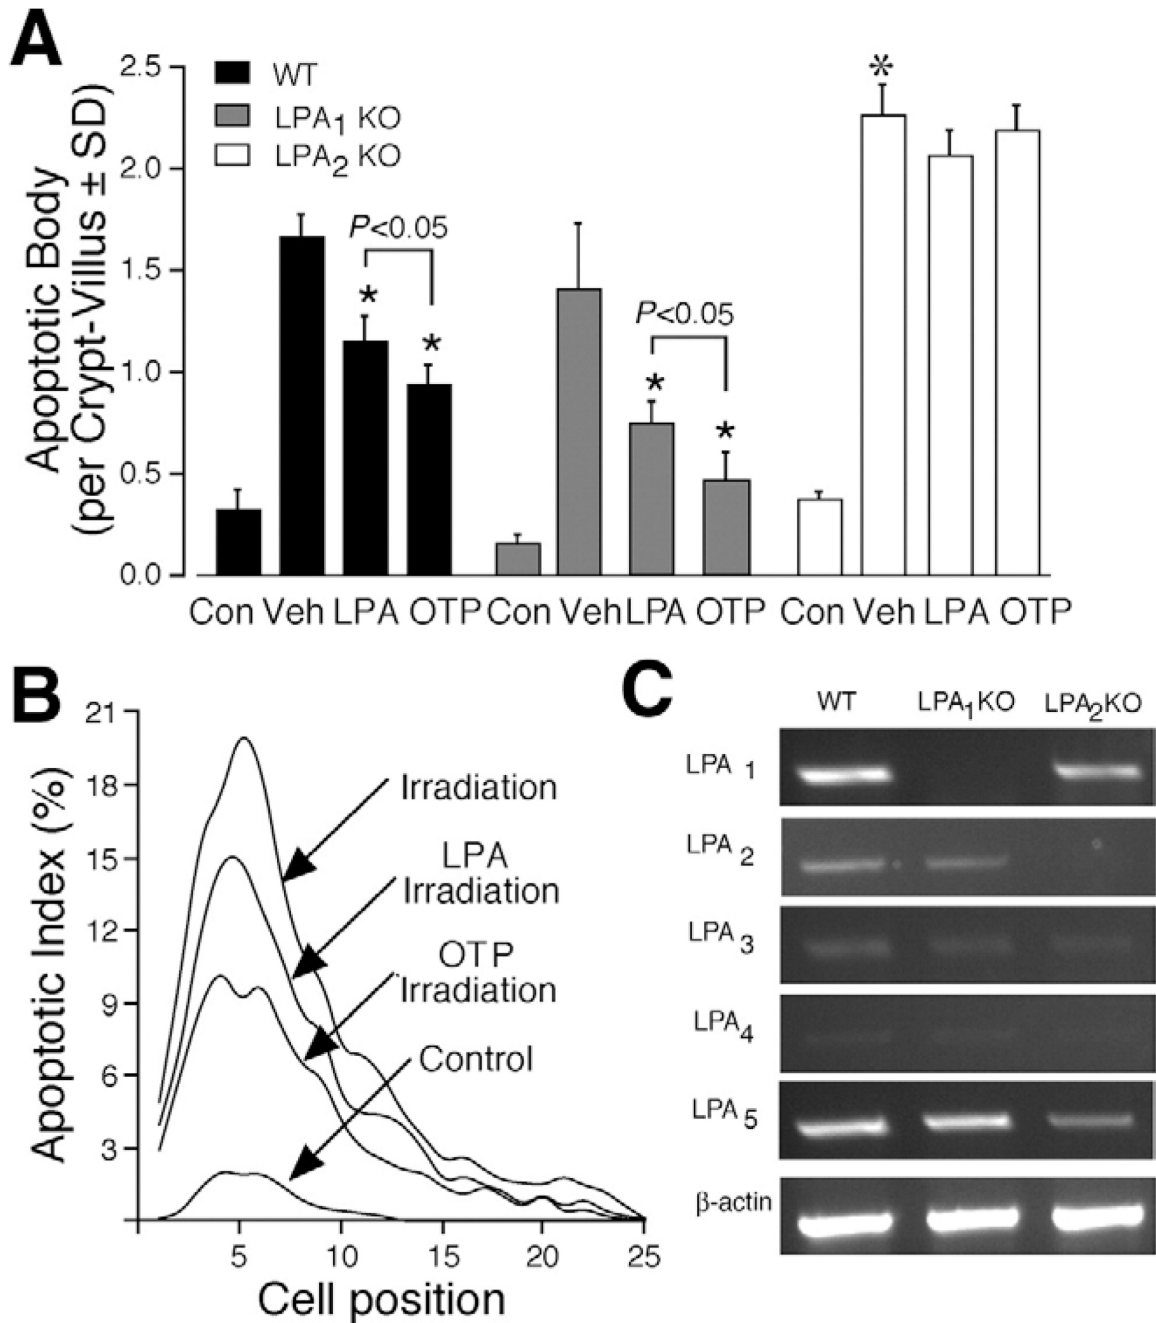 A
2.5
2.0
1.5
1.0
0.5
0.0
Apoptotic Body
(per Crypt-Villus ± SD)
WT
LPA1 KO
LPA2 KO
P<0.05
*
*
P<0.05
*
*
*
Con Veh LPA OTP Con Veh LPA OTP Con Veh LPA OTP
B
21
18
15
12
9
6
3
Apoptotic Index (%)
Irradiation
LPA
Irradiation
OTP
Irradiation
Control
5 10 15 20 25
Cell position
C
WT LPA1KO LPA2KO
LPA 1
LPA 2
LPA 3
LPA4
LPA 5
β-actin